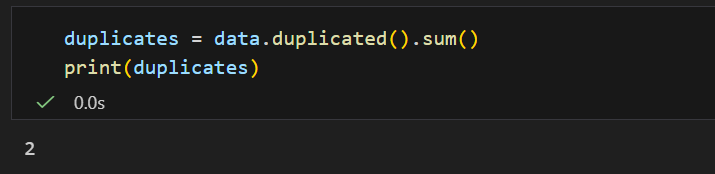 duplicates = data.duplicated().sum()
print(duplicates)
0.0s
2